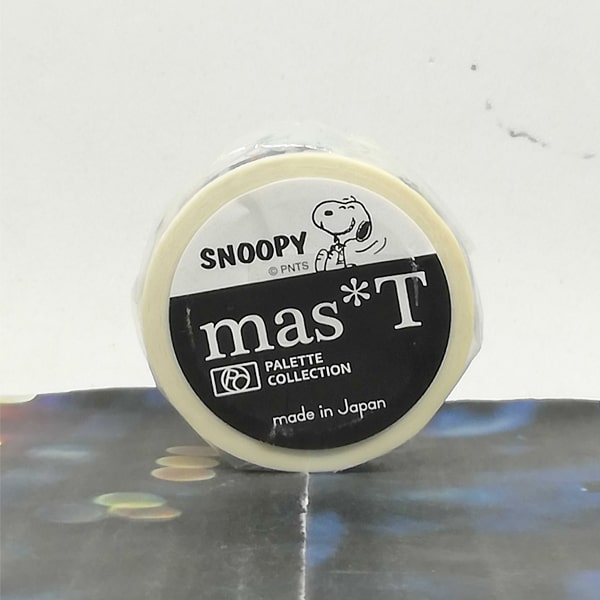 SNOOPY
© PNTS
mas*T
PALETTE
COLLECTION
made in Japan